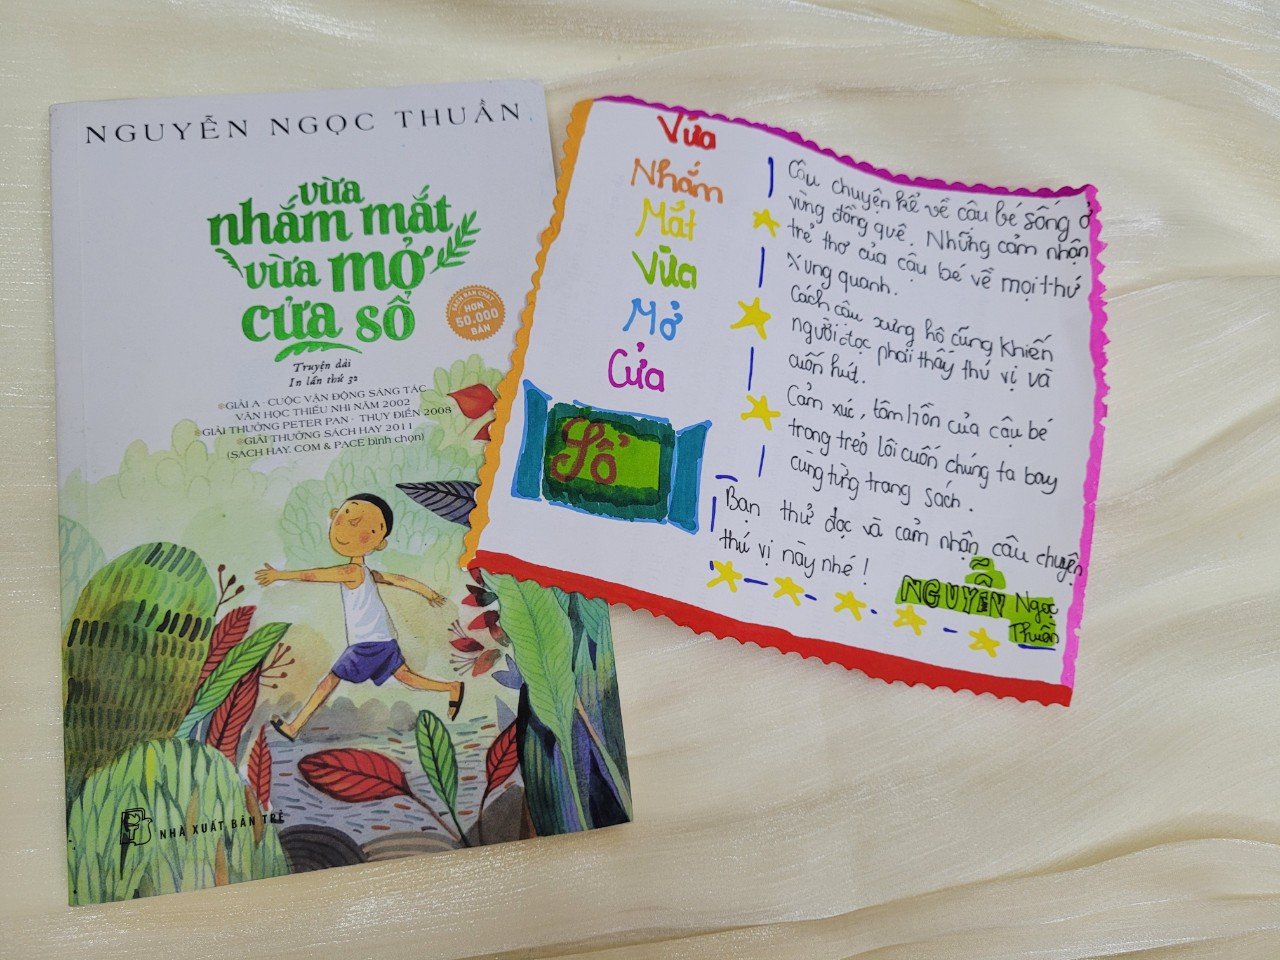 NGUYỄN NGỌC THUẦN
vừa
nhắm mắt
vừa mở
cửa sổ
SÁCH BÁN CHẠY
HƠN
50.000
BẢN
Truyện dài
In lần thứ 32
GIẢI A - CUỘC VẬN ĐỘNG SÁNG TÁC
VĂN HỌC THIẾU NHI NĂM 2002
GIẢI THƯỞNG PETER PAN - THỤY ĐIỂN 2008
GIẢI THƯỞNG SÁCH HAY 2011
(SACH HAY. COM & PACE bình chọn)
NHÀ XUẤT BẢN TRẺ
Vừa
Nhắm
Mắt
Vừa
Mở
Cửa
Sổ
Câu chuyện kể về cậu bé sống ở
vùng đồng quê. Những cảm nhận
trẻ thơ của cậu bé về mọi thứ
xung quanh.
Cách câu xưng hô cũng khiến
người đọc phải thấy thú vị và
cuốn hút.
Cảm xúc, tâm hồn của cậu bé
trong trẻo lôi cuốn chúng ta bay
cùng từng trang sách.
Bạn thử đọc và cảm nhận câu chuyện
thú vị này nhé !
NGUYỄN Ngọc
Thuần